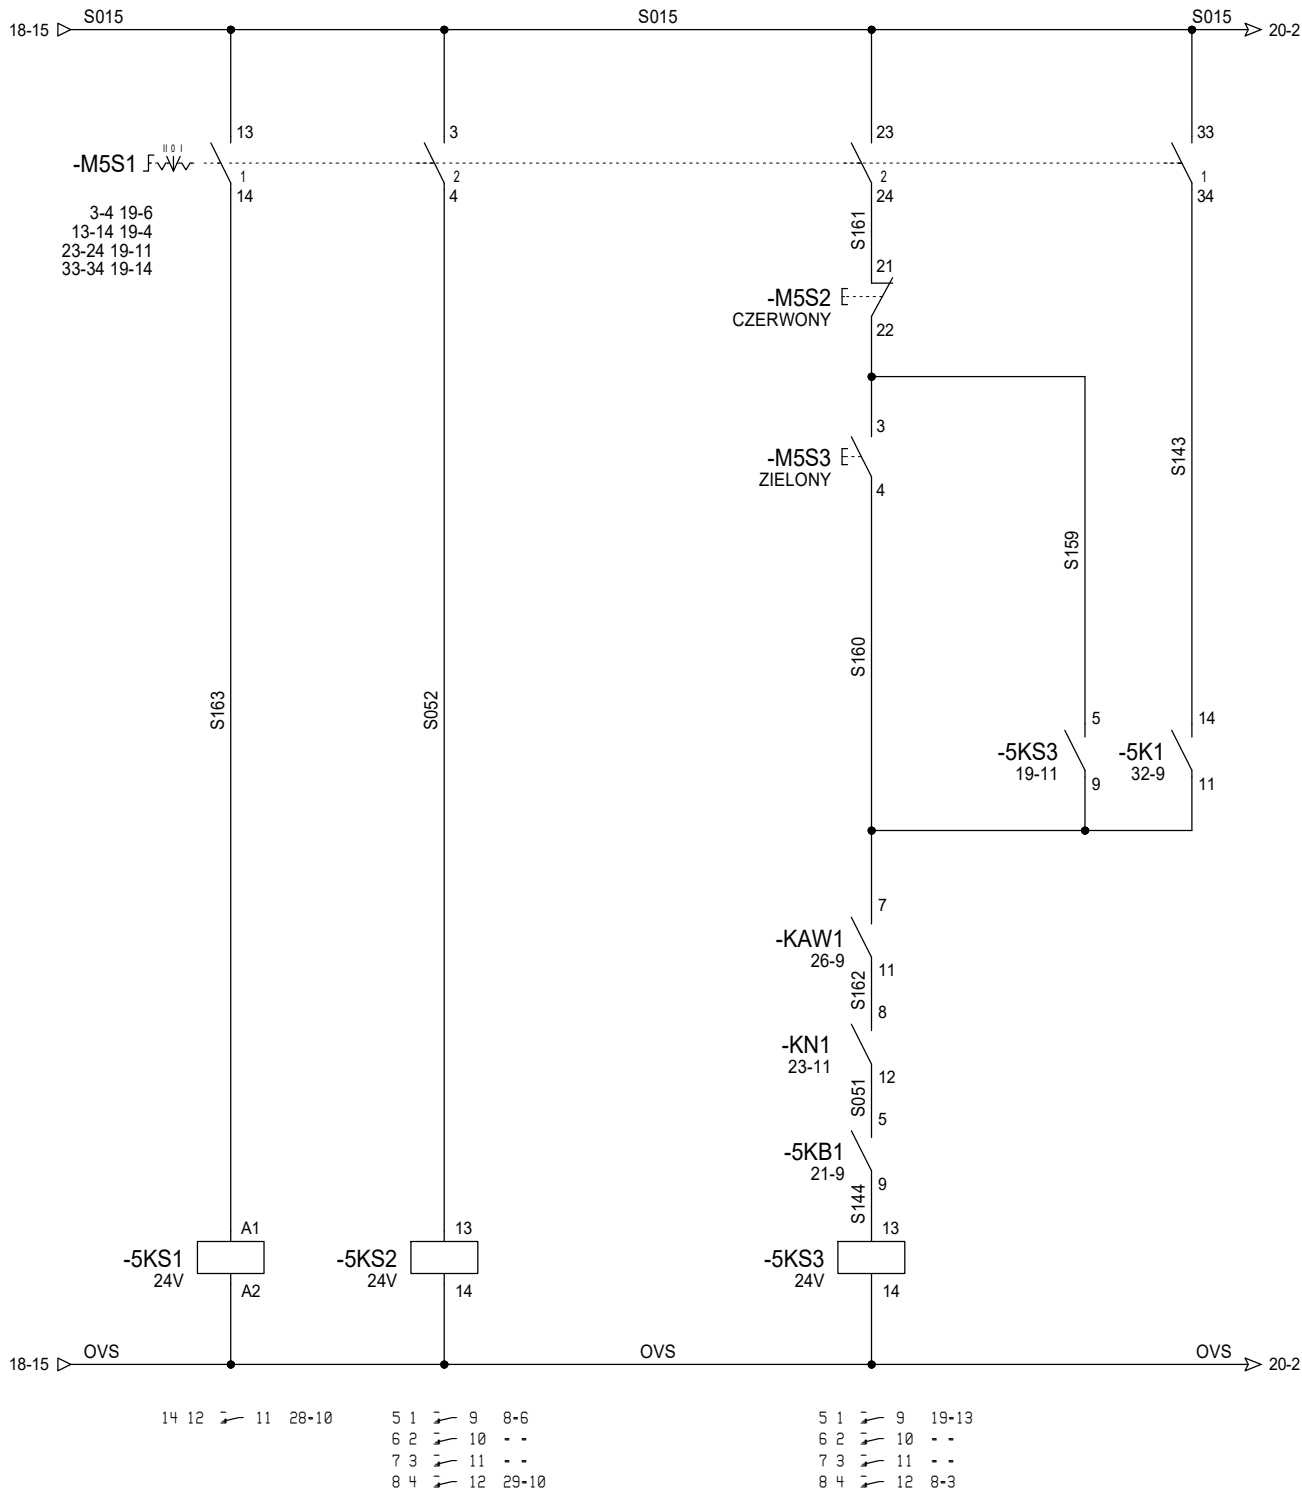 S015 S015 S015
18-15 20-2
13 3 23 33
-M5S1 II 0 I
1 2 2 1
14 4 24 34
3-4 19-6
13-14 19-4
23-24 19-11
33-34 19-14
S161
21
-M5S2
CZERWONY
22
3
-M5S3
ZIELONY
4
S143
S159
S160
S163
S052
5 14
-5KS3 -5K1
19-11 32-9
9 11
7
-KAW1
26-9
11
S162
8
-KN1
23-11
12
S051
5
-5KB1
21-9
9
S144
A1 13 13
-5KS1 -5KS2 -5KS3
24V 24V 24V
A2 14 14
OVS OVS OVS
18-15 20-2
14 12 11 28-10
5 1 9 8-6
6 2 10 - -
7 3 11 - -
8 4 12 29-10
5 1 9 19-13
6 2 10 - -
7 3 11 - -
8 4 12 8-3